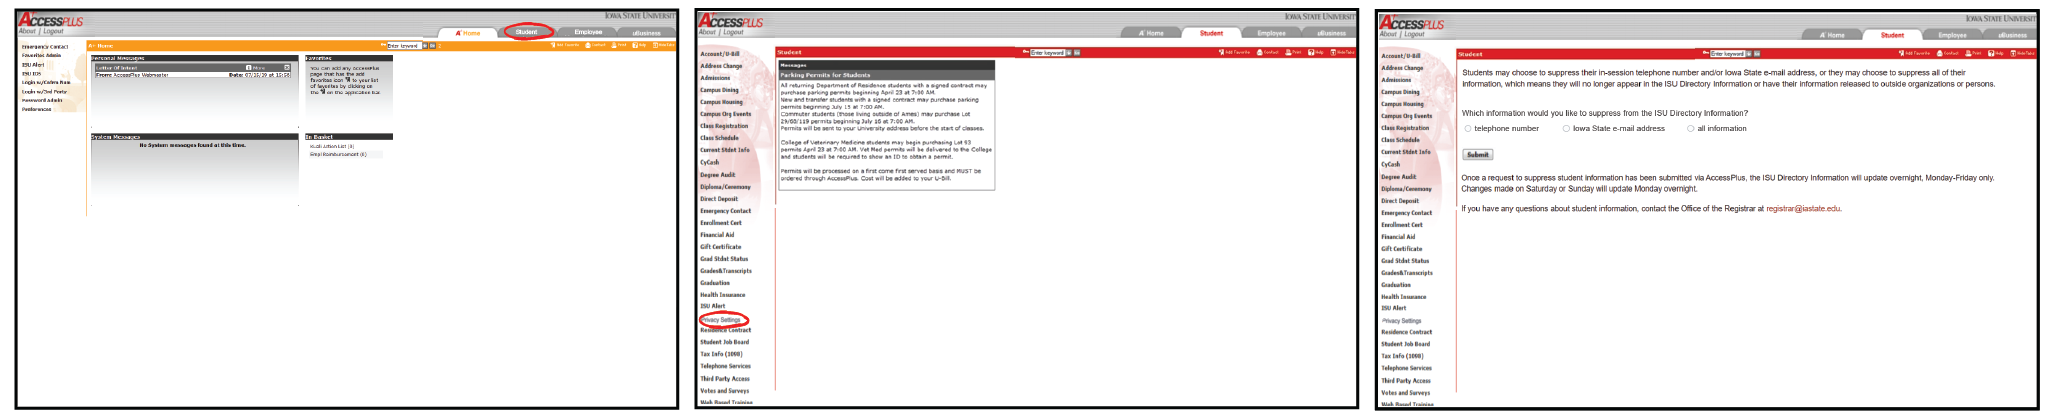 ACCESSPLUS
IOWA STATE UNIVERSITY
About | Logout
A+ Home
Student
Employee
uBusiness
A+ Home
Enter keyword
Add Favorite
Contact
Print
Help
Emergency Contact
Favorites Admin
ISU Alert
Login w/3rd Party
Password Admin
Preferences
Personal Messages
Letter Of Intent
From: AccessPlus Webmaster
Favorites
You can add any AccessPlus
page that has the add
favorites icon to your list
of favorites by clicking on
the on the application bar.
System Messages
No System messages found at this time.
In Basket
Empl Reimbursement (0)
ACCESSPLUS
IOWA STATE UNIVERSITY
About | Logout
A+ Home
Student
Employee
uBusiness
Student
Enter keyword
Add Favorite
Contact
Print
Help
Account/U-Bill
Address Change
Admissions
Campus Dining
Campus Housing
Campus Org Events
Class Registration
Class Schedule
Current Stdnt Info
CyCash
Degree Audit
Diploma/Ceremony
Direct Deposit
Emergency Contact
Enrollment Cert
Financial Aid
Gift Certificate
Grad Stdnt Status
Grades&Transcripts
Graduation
Health Insurance
ISU Alert
Privacy Settings
Residence Contract
Student Job Board
Tax Info (1098)
Telephone Services
Third Party Access
Votes and Surveys
Web Based Training
Messages
Parking Permits for Students
All returning Department of Residence students with a signed contract may
purchase parking permits beginning April 23 at 7:00 AM.
New and transfer students with a signed contract may purchase parking
permits beginning July 15 at 7:00 AM.
Commuter students (those living outside of Ames) may purchase Lot
29/60/119 permits beginning July 16 at 7:00 AM.
Permits will be sent to your University address before the start of classes.
College of Veterinary Medicine students may begin purchasing Lot 93
permits April 23 at 7:00 AM. Vet Med permits will be delivered to the College
and students will be required to show an ID to obtain a permit.
Permits will be processed on a first come first served basis and MUST be
ordered through AccessPlus. Cost will be added to your U-Bill.
ACCESSPLUS
IOWA STATE UNIVERSITY
About | Logout
A+ Home
Student
Employee
uBusiness
Student
Enter keyword
Add Favorite
Contact
Print
Help
Account/U-Bill
Address Change
Admissions
Campus Dining
Campus Housing
Campus Org Events
Class Registration
Class Schedule
Current Stdnt Info
CyCash
Degree Audit
Diploma/Ceremony
Direct Deposit
Emergency Contact
Enrollment Cert
Financial Aid
Gift Certificate
Grad Stdnt Status
Grades&Transcripts
Graduation
Health Insurance
ISU Alert
Privacy Settings
Residence Contract
Student Job Board
Tax Info (1098)
Telephone Services
Third Party Access
Votes and Surveys
Web Based Training
Students may choose to suppress their in-session telephone number and/or Iowa State e-mail address, or they may choose to suppress all of their
information, which means they will no longer appear in the ISU Directory Information or have their information released to outside organizations or persons.
Which information would you like to suppress from the ISU Directory Information?
telephone number
Iowa State e-mail address
all information
Submit
Once a request to suppress student information has been submitted via AccessPlus, the ISU Directory Information will update overnight, Monday-Friday only.
Changes made on Saturday or Sunday will update Monday overnight.
If you have any questions about student information, contact the Office of the Registrar at registrar@iastate.edu.